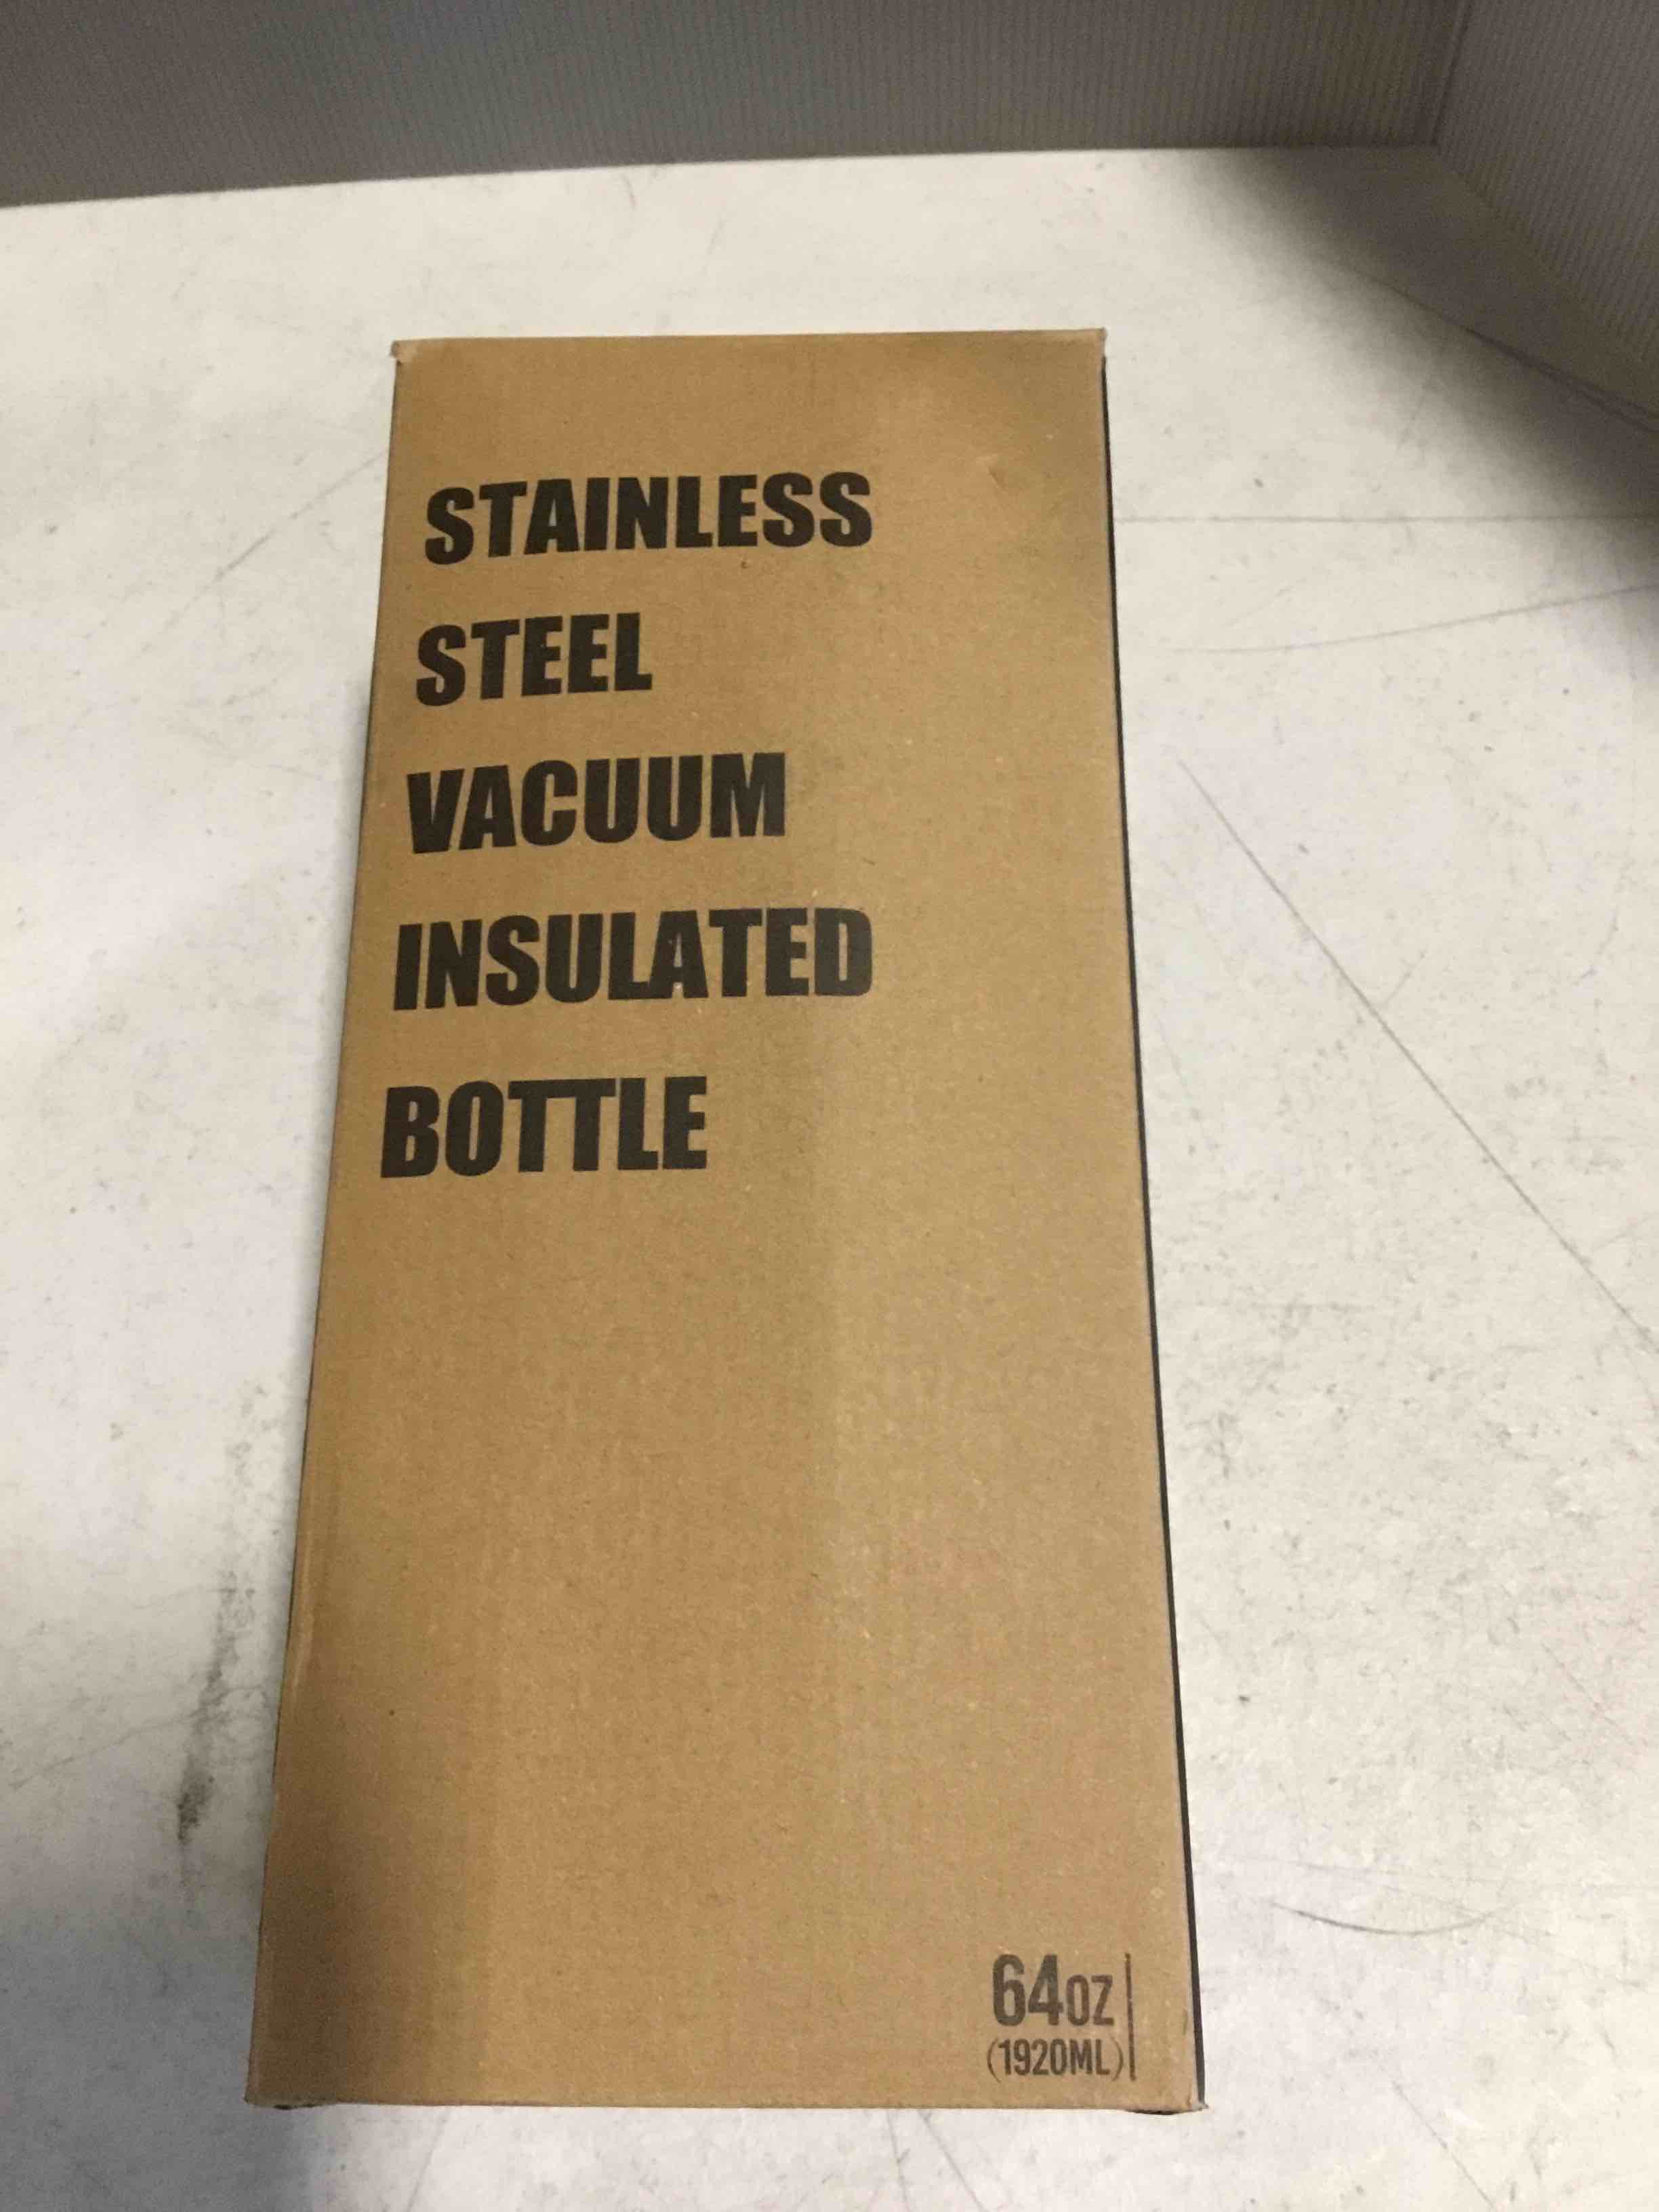 STAINLESS
STEEL
VACUUM
INSULATED
BOTTLE
64OZ
(1920ML)